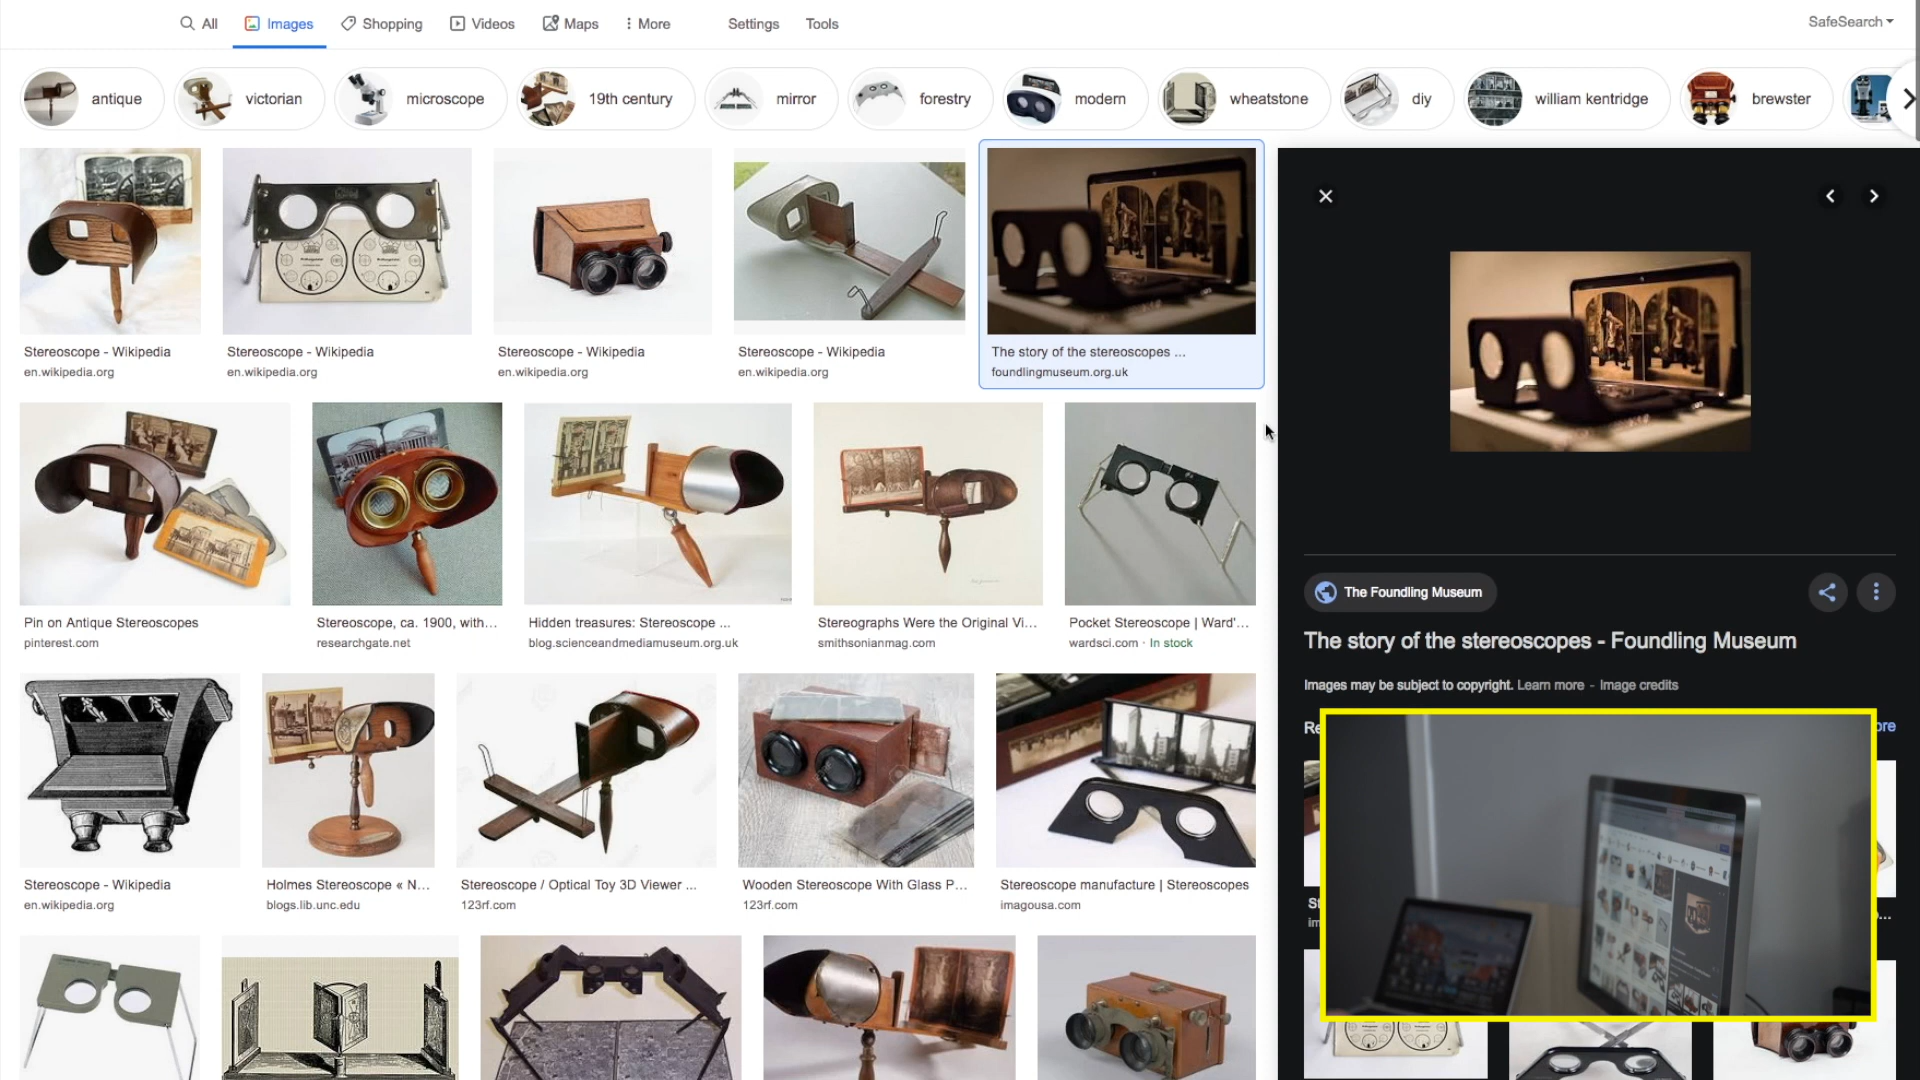 All Images Shopping Videos Maps More Settings Tools SafeSearch
antique victorian microscope 19th century mirror forestry modern wheatstone diy william kentridge brewster
Stereoscope - Wikipedia
en.wikipedia.org
Stereoscope - Wikipedia
en.wikipedia.org
Stereoscope - Wikipedia
en.wikipedia.org
Stereoscope - Wikipedia
en.wikipedia.org
The story of the stereoscopes ...
foundlingmuseum.org.uk
Pin on Antique Stereoscopes
pinterest.com
Stereoscope, ca. 1900, with...
researchgate.net
Hidden treasures: Stereoscope ...
blog.scienceandmediamuseum.org.uk
Stereographs Were the Original Vi...
smithsonianmag.com
Pocket Stereoscope | Ward'...
wardsci.com · In stock
Stereoscope - Wikipedia
en.wikipedia.org
Holmes Stereoscope « N...
blogs.lib.unc.edu
Stereoscope / Optical Toy 3D Viewer ...
123rf.com
Wooden Stereoscope With Glass P...
123rf.com
Stereoscope manufacture | Stereoscopes
imagousa.com
The Foundling Museum
The story of the stereoscopes - Foundling Museum
Images may be subject to copyright. Learn more - Image credits